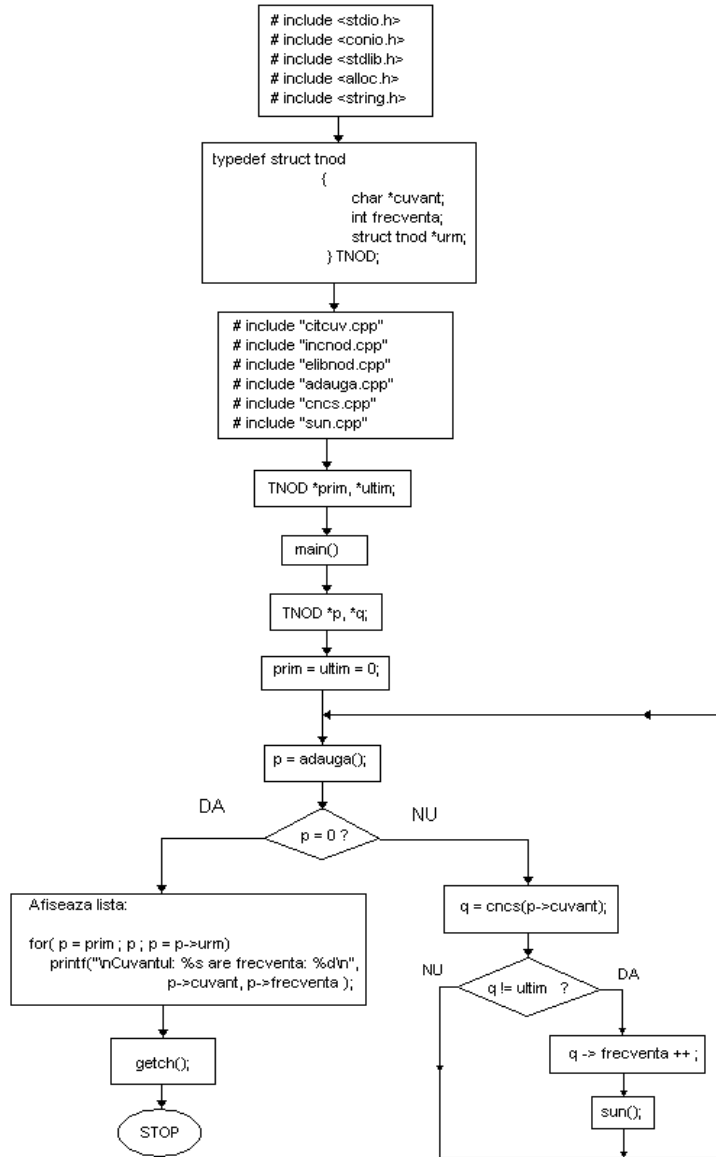 # include <stdio.h>
# include <conio.h>
# include <stdlib.h>
# include <alloc.h>
# include <string.h>
typedef struct tnod
{
char *cuvant;
int frecventa;
struct tnod *urm;
} TNOD;
# include "citcuv.cpp"
# include "incnod.cpp"
# include "elibnod.cpp"
# include "adauga.cpp"
# include "cncs.cpp"
# include "sun.cpp"
TNOD *prim, *ultim;
main()
TNOD *p, *q;
prim = ultim = 0;
p = adauga();
DA
NU
p = 0 ?
Afiseaza lista:
for( p = prim ; p ; p = p->urm)
printf("\nCuvantul: %s are frecventa: %d\n",
p->cuvant, p->frecventa );
getch();
STOP
q = cncs(p->cuvant);
NU
DA
q != ultim ?
q -> frecventa ++ ;
sun();